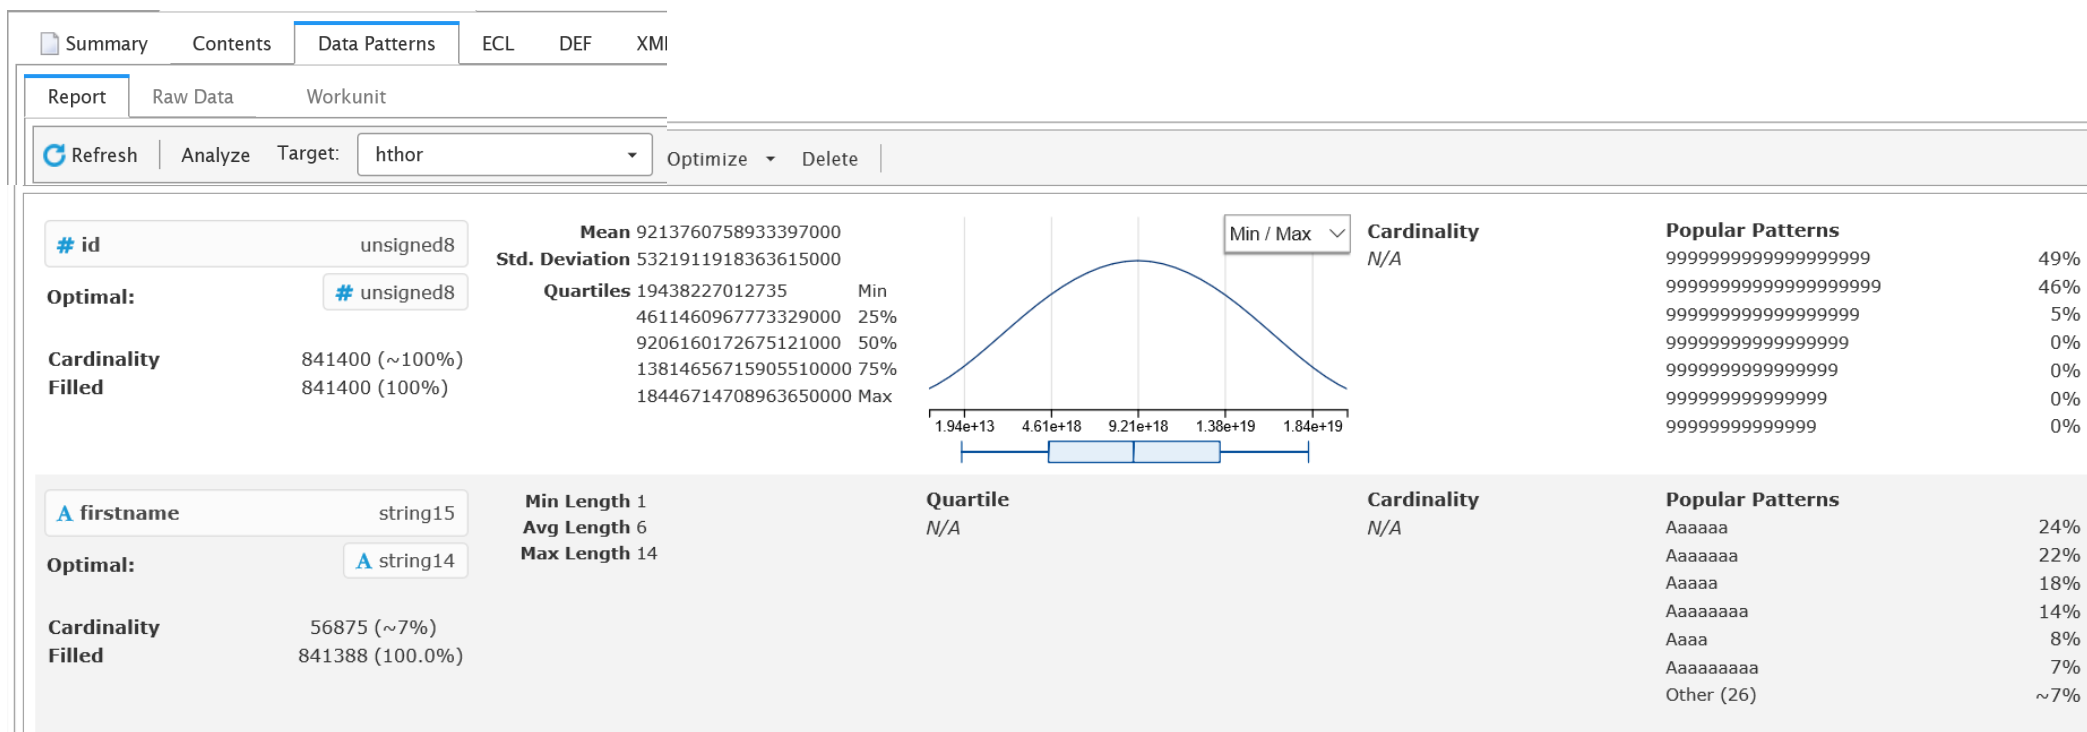 Summary Contents Data Patterns ECL DEF
Report Raw Data Workunit
Refresh Analyze Target: hthor Optimize Delete
# id unsigned8
Optimal: # unsigned8
Cardinality 841400 (~100%)
Filled 841400 (100%)
Mean 9213760758933397000
Std. Deviation 5321911918363615000
Quartiles 19438227012735 Min
4611460967773329000 25%
9206160172675121000 50%
13814656715905510000 75%
18446714708963650000 Max
Min / Max
1.94e+13 4.61e+18 9.21e+18 1.38e+19 1.84e+19
Cardinality
N/A
Popular Patterns
9999999999999999999 49%
99999999999999999999 46%
999999999999999999 5%
99999999999999999 0%
9999999999999999 0%
999999999999999 0%
99999999999999 0%
A firstname string15
Optimal: A string14
Cardinality 56875 (~7%)
Filled 841388 (100.0%)
Min Length 1
Avg Length 6
Max Length 14
Quartile
N/A
Cardinality
N/A
Popular Patterns
Aaaaaa 24%
Aaaaaaa 22%
Aaaaa 18%
Aaaaaaaa 14%
Aaaa 8%
Aaaaaaaaa 7%
Other (26) ~7%